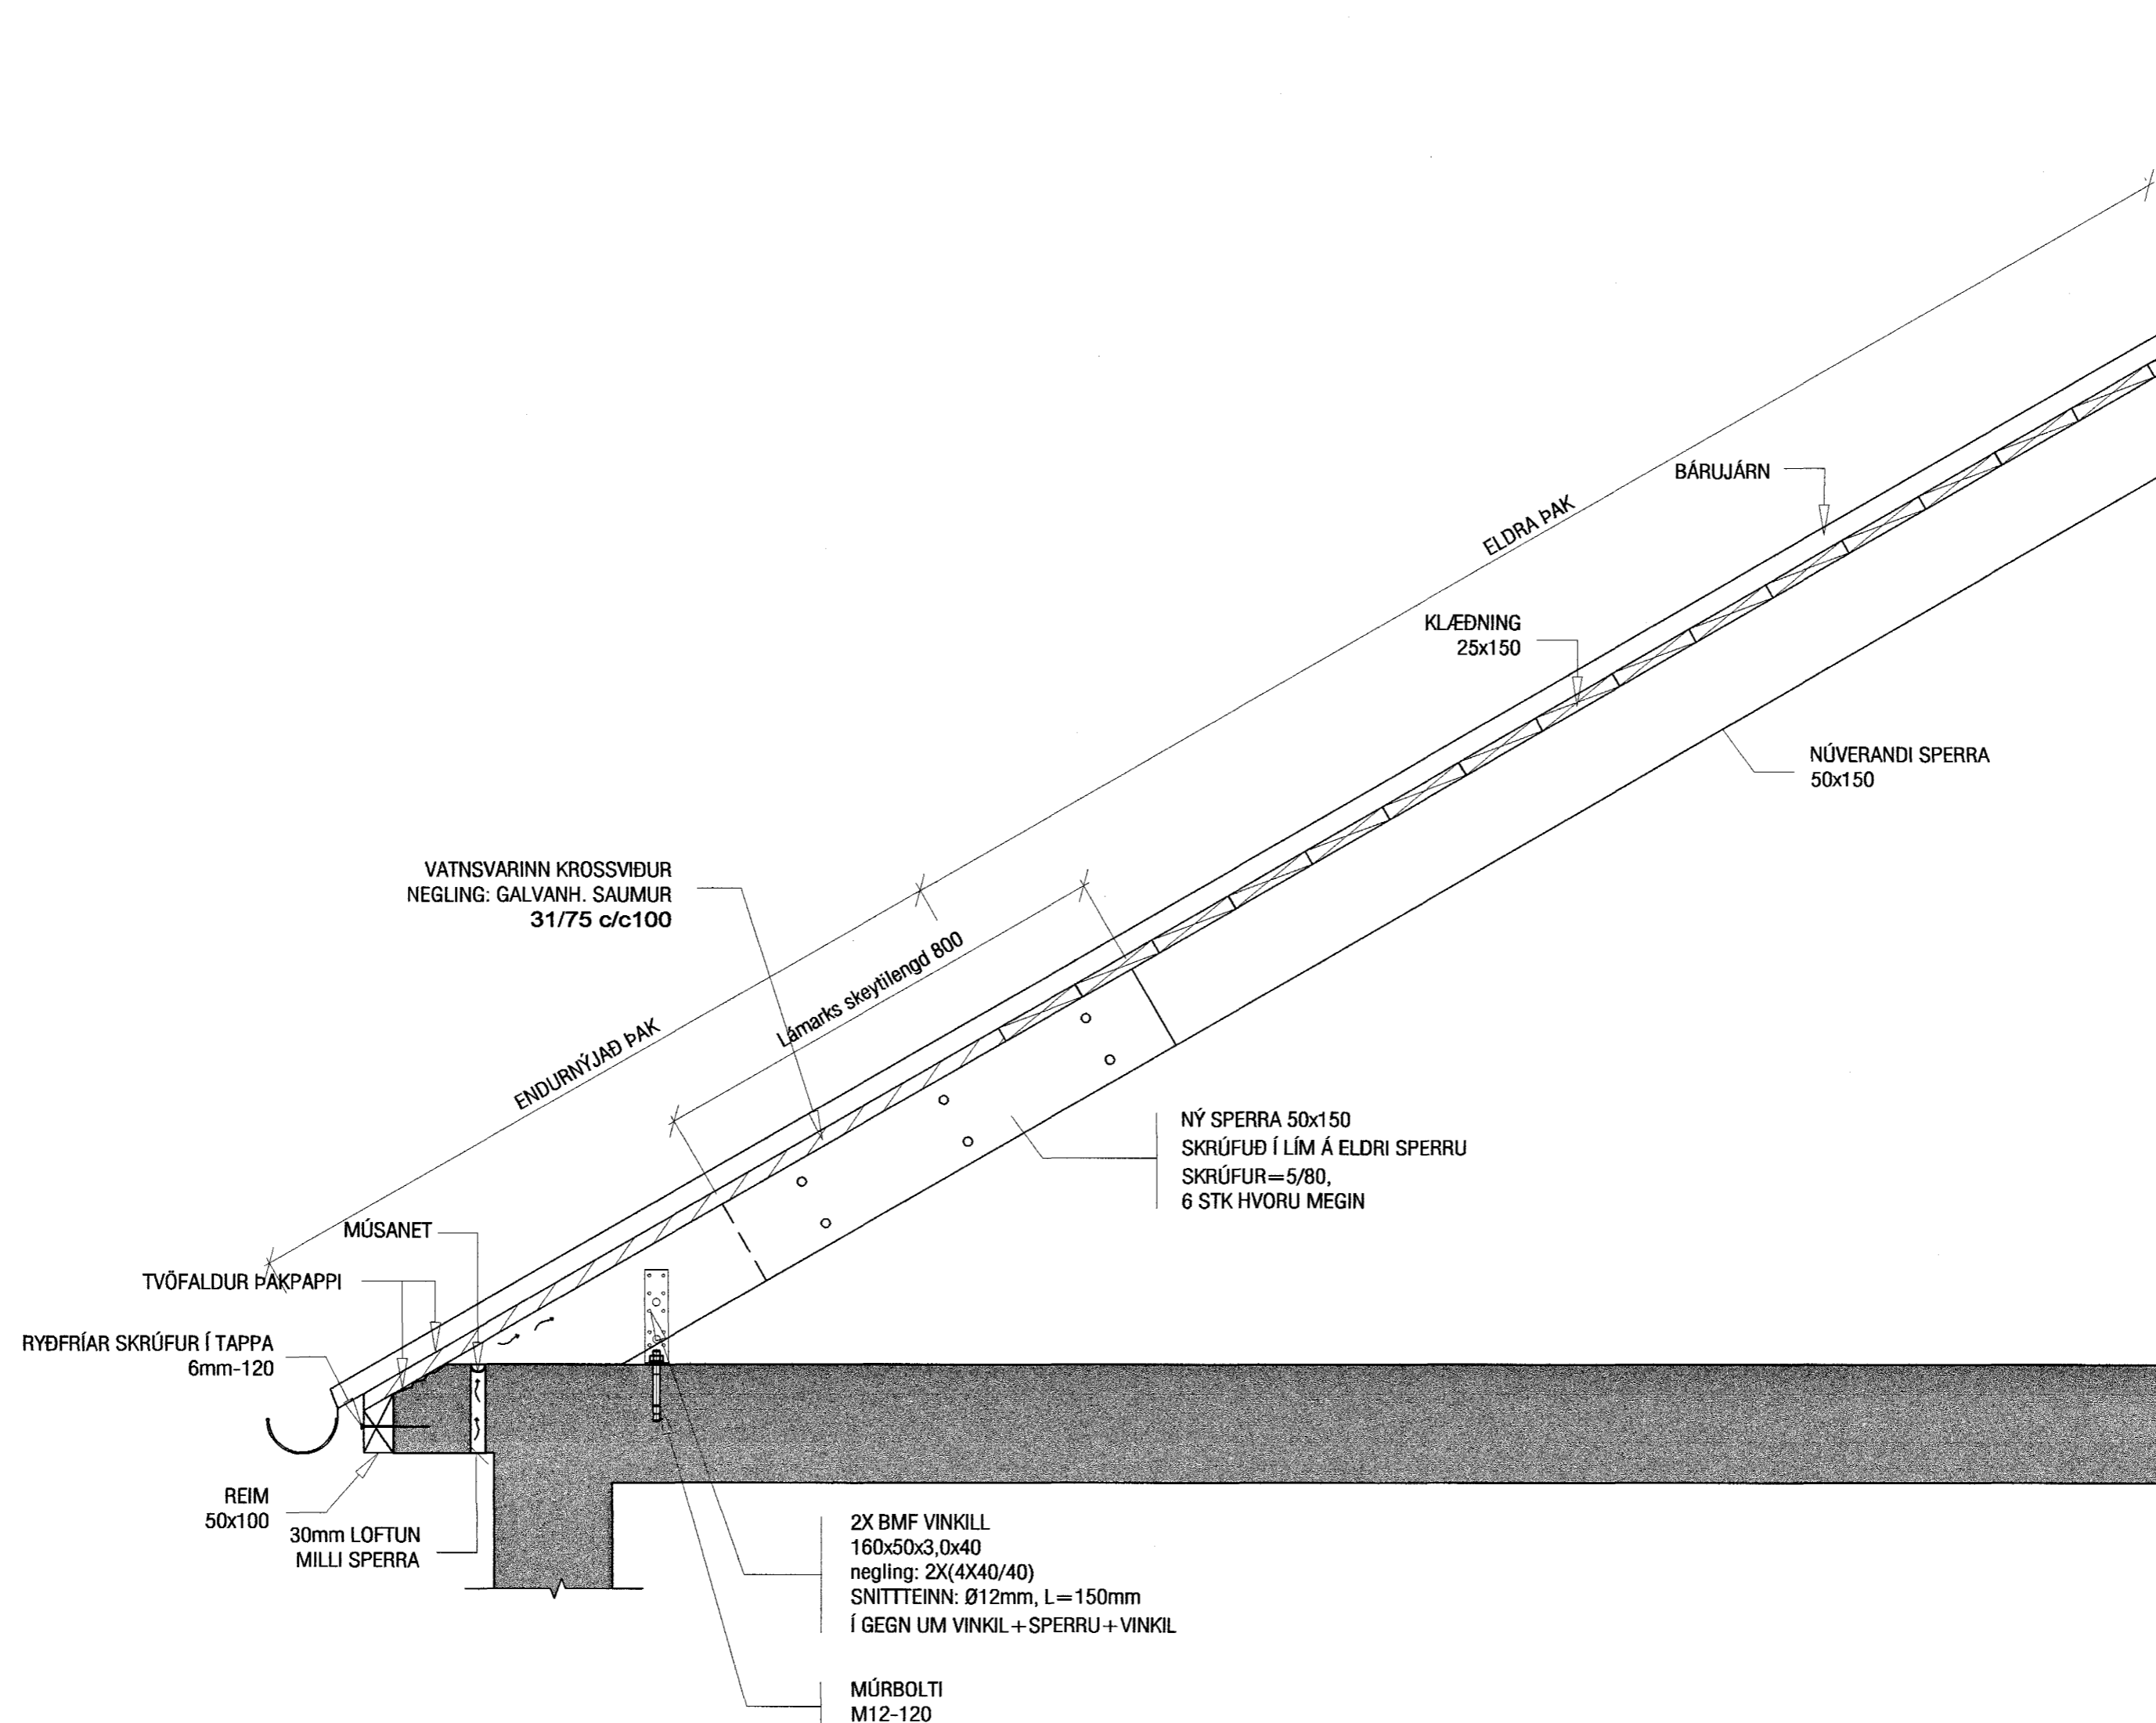 BÁRUJÁRN
ELDRA ÞAK
KLÆÐNING
25x150
NÚVERANDI SPERRA
50x150
VATNSVARINN KROSSVIÐUR
NEGLING: GALVANH. SAUMUR
31/75 c/c100
Lámarks skeytilengd 800
ENDURNÝJAÐ ÞAK
NÝ SPERRA 50x150
SKRÚFUÐ Í LÍM Á ELDRI SPERRU
SKRÚFUR=5/80,
6 STK HVORU MEGIN
MÚSANET
TVÖFALDUR ÞAKPAPPI
RYÐFRÍAR SKRÚFUR Í TAPPA
6mm-120
REIM
50x100
30mm LOFTUN
MILLI SPERRA
2X BMF VINKILL
160x50x3,0x40
negling: 2X(4X40/40)
SNITTTEINN: Ø12mm, L=150mm
Í GEGN UM VINKIL+SPERRU+VINKIL
MÚRBOLTI
M12-120